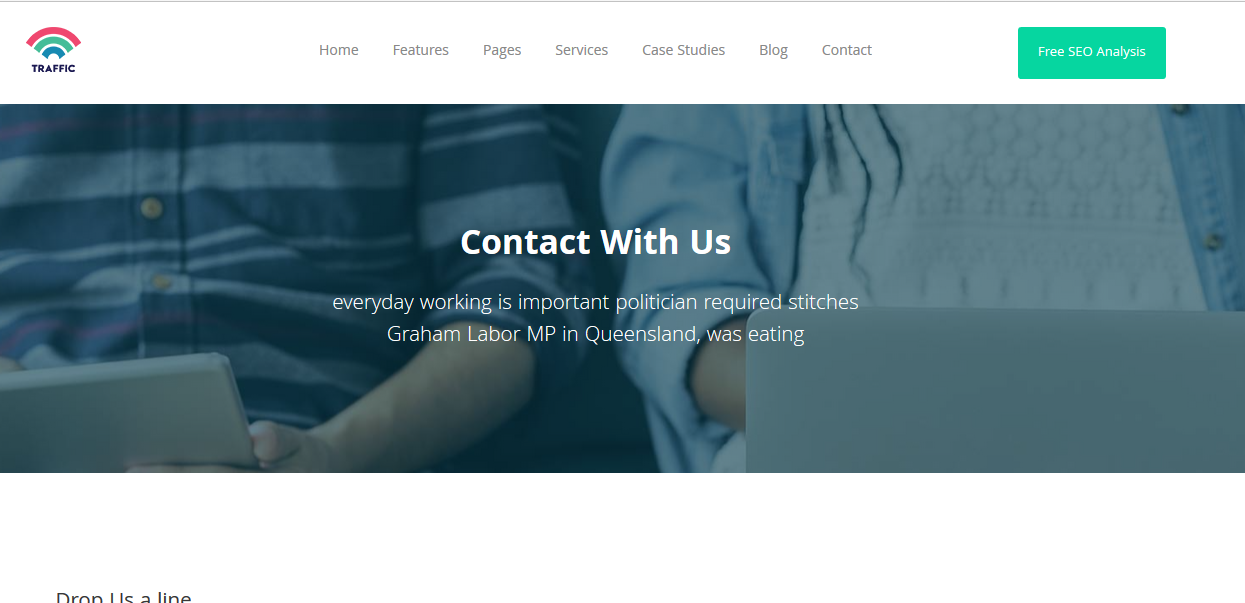 TRAFFIC
Home Features Pages Services Case Studies Blog Contact
Free SEO Analysis
Contact With Us
everyday working is important politician required stitches
Graham Labor MP in Queensland, was eating
Drop Us a line